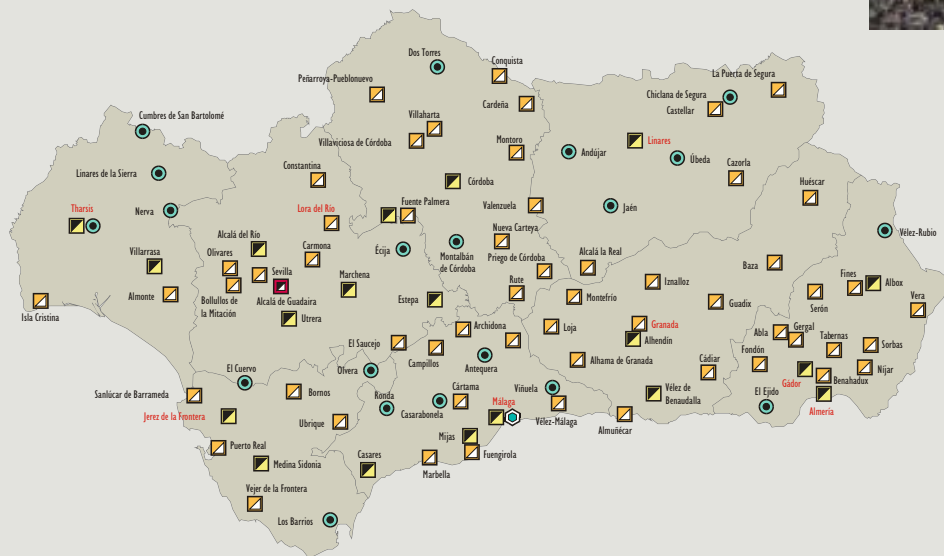 Dos Torres
Conquista
La Puerta de Segura
Peñarroya-Pueblonuevo
Chiclana de Segura
Castellar
Cardeña
Cumbres de San Bartolomé
Villaharta
Villaviciosa de Córdoba
Montoro
Andújar
Linares
Úbeda
Linares de la Sierra
Constantina
Córdoba
Cazorla
Huéscar
Tharsis
Nerva
Lora del Río
Fuente Palmera
Valenzuela
Jaén
Vélez-Rubio
Alcalá del Río
Olivares
Carmona
Écija
Montalbán
de Córdoba
Nueva Carteya
Priego de Córdoba
Alcalá la Real
Villarrasa
Sevilla
Marchena
Baza
Almonte
Bollullos de
la Mitación
Alcalá de Guadaira
Rute
Iznalloz
Fines
Albox
Isla Cristina
Utrera
Estepa
Montefrío
Guadix
Serón
Vera
El Saucejo
Archidona
Loja
Granada
Alhendín
Abla
Gergal
Tabernas
Sorbas
Olvera
Campillos
Antequera
Alhama de Granada
Fondón
Cádiar
Níjar
El Cuervo
Gádor
Benahadux
Sanlúcar de Barrameda
Bornos
Ronda
Cártama
Casarabonela
Viñuela
Vélez de
Benaudalla
El Ejido
Jerez de la Frontera
Málaga
Vélez-Málaga
Almería
Ubrique
Almuñécar
Puerto Real
Mijas
Medina Sidonia
Casares
Fuengirola
Marbella
Vejer de la Frontera
Los Barrios